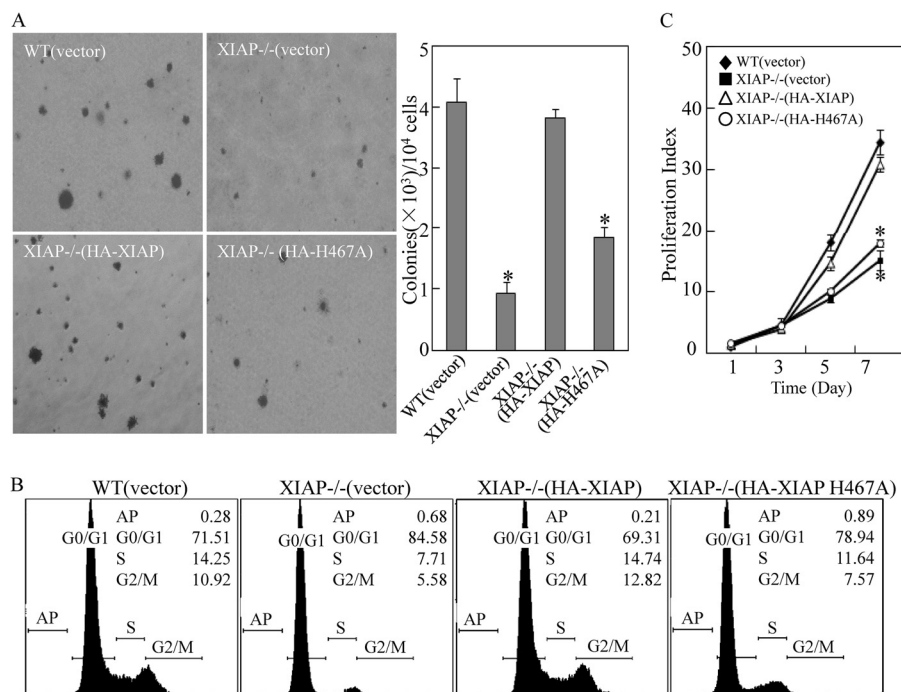 A
WT(vector)
XIAP-/-(vector)
XIAP-/-(HA-XIAP)
XIAP-/- (HA-H467A)
Colonies(×10³)/10⁴ cells
5
4
3
2
1
0
*
*
WT(vector)
XIAP-/-(vector)
XIAP-/-
(HA-XIAP)
XIAP-/-
(HA-H467A)
C
Proliferation Index
50
40
30
20
10
0
WT(vector)
XIAP-/-(vector)
XIAP-/-(HA-XIAP)
XIAP-/-(HA-H467A)
*
*
1 3 5 7
Time (Day)
B
WT(vector)
AP 0.28
G0/G1 G0/G1 71.51
S 14.25
G2/M 10.92
AP
S
G2/M
XIAP-/-(vector)
AP 0.68
G0/G1 G0/G1 84.58
S 7.71
G2/M 5.58
AP
S
G2/M
XIAP-/-(HA-XIAP)
AP 0.21
G0/G1 G0/G1 69.31
S 14.74
G2/M 12.82
AP
S
G2/M
XIAP-/-(HA-XIAP H467A)
AP 0.89
G0/G1 G0/G1 78.94
S 11.64
G2/M 7.57
AP
S
G2/M